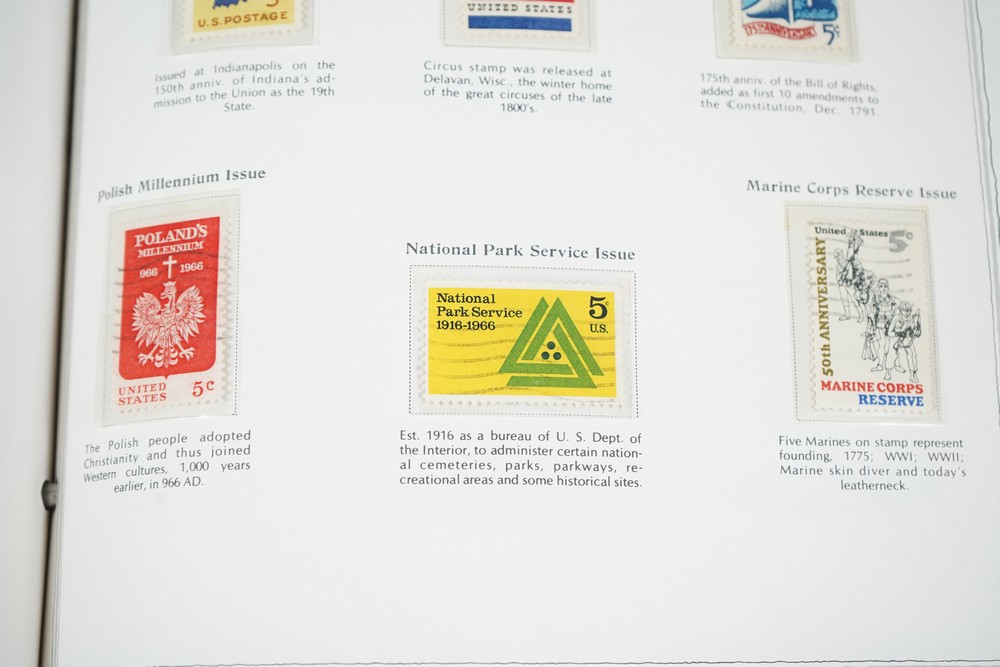 5
U.S. POSTAGE
UNITED STATES
175TH ANNIVERSARY
5c
Issued at Indianapolis on the
150th anniv. of Indiana's ad-
mission to the Union as the 19th
State.
Circus stamp was released at
Delavan, Wisc., the winter home
of the great circuses of the late
1800's.
175th anniv. of the Bill of Rights,
added as first 10 amendments to
the Constitution, Dec. 1791.
Polish Millennium Issue
POLAND'S
MILLENNIUM
966 1966
UNITED
STATES
5c
The Polish people adopted
Christianity and thus joined
Western cultures, 1,000 years
earlier, in 966 AD.
National Park Service Issue
National
Park Service
1916-1966
5c
U.S.
Est. 1916 as a bureau of U. S. Dept. of
the Interior, to administer certain nation-
al cemeteries, parks, parkways, re-
creational areas and some historical sites.
Marine Corps Reserve Issue
United States 5c
50th ANNIVERSARY
MARINE CORPS
RESERVE
Five Marines on stamp represent
founding, 1775; WWI; WWII;
Marine skin diver and today's
leatherneck.